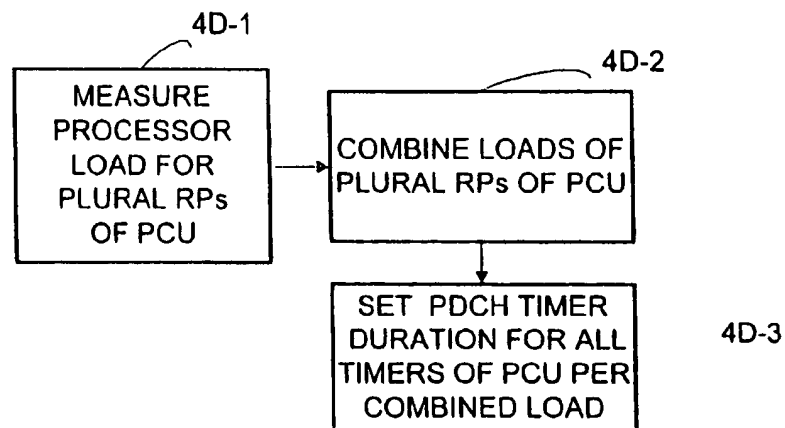 4D-1
MEASURE
PROCESSOR
LOAD FOR
PLURAL RPs
OF PCU
4D-2
COMBINE LOADS OF
PLURAL RPs OF PCU
SET PDCH TIMER
DURATION FOR ALL
TIMERS OF PCU PER
COMBINED LOAD
4D-3